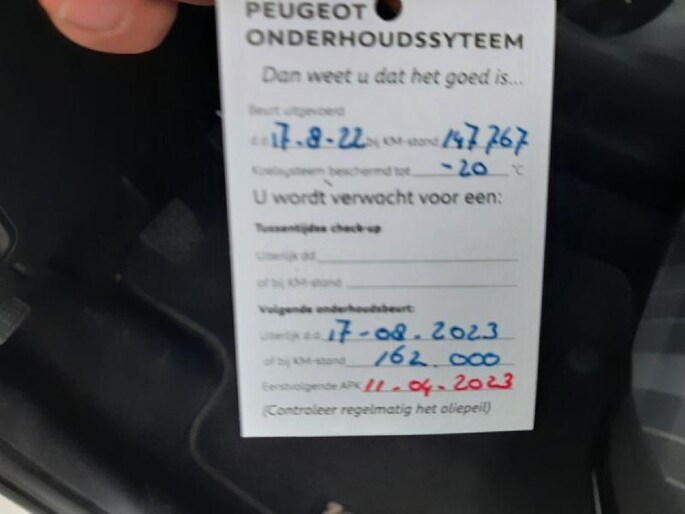 PEUGEOT
ONDERHOUDSSYTEEM
Dan weet u dat het goed is...
Beurt uitgevoerd
d.d. 17-8-22 bij KM-stand 147767
Koelsysteem beschermd tot -20 °C
U wordt verwacht voor een:
Tussentijdse check-up
Uiterlijk dd
of bij KM-stand
Volgende onderhoudsbeurt:
Uiterlijk d.d. 17-08.2023
of bij KM-stand 162.000
Eerstvolgende APK 11.04.2023
(Controleer regelmatig het oliepeil)